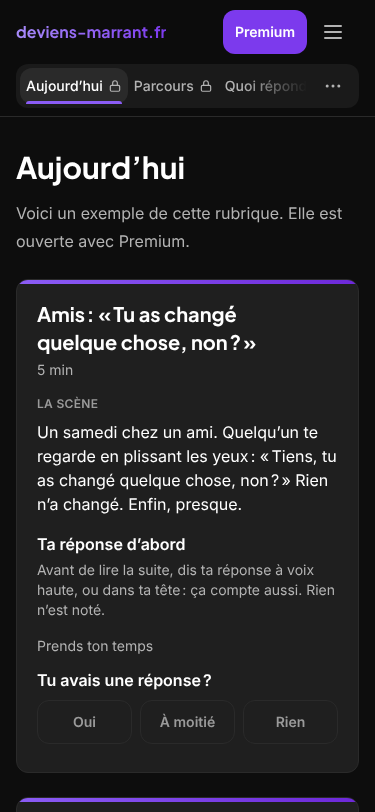 deviens-marrant.fr
Premium
Aujourd’hui
Parcours
Quoi répond
Aujourd’hui
Voici un exemple de cette rubrique. Elle est
ouverte avec Premium.
Amis : « Tu as changé
quelque chose, non ? »
5 min
LA SCÈNE
Un samedi chez un ami. Quelqu’un te
regarde en plissant les yeux : « Tiens, tu
as changé quelque chose, non ? » Rien
n’a changé. Enfin, presque.
Ta réponse d’abord
Avant de lire la suite, dis ta réponse à voix
haute, ou dans ta tête : ça compte aussi. Rien
n’est noté.
Prends ton temps
Tu avais une réponse ?
Oui
À moitié
Rien